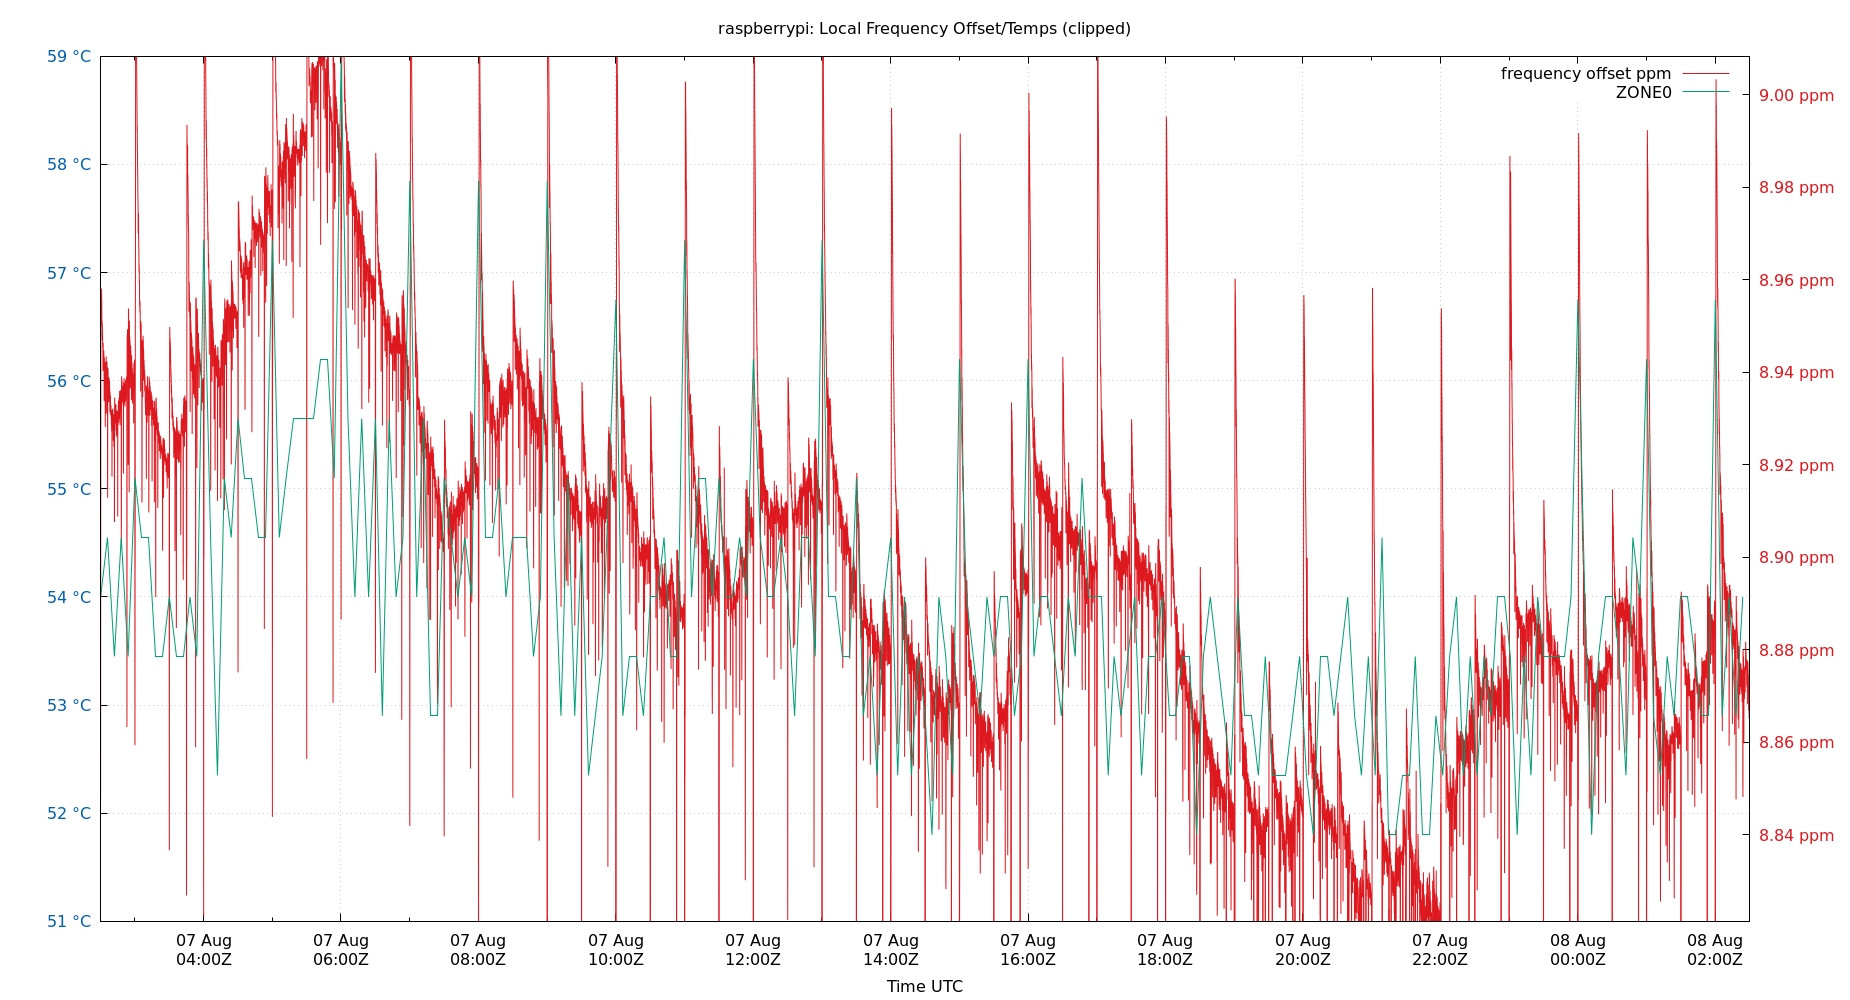 raspberrypi: Local Frequency Offset/Temps (clipped)
frequency offset ppm
ZONE0
59 °C
58 °C
57 °C
56 °C
55 °C
54 °C
53 °C
52 °C
51 °C
9.00 ppm
8.98 ppm
8.96 ppm
8.94 ppm
8.92 ppm
8.90 ppm
8.88 ppm
8.86 ppm
8.84 ppm
07 Aug
04:00Z
07 Aug
06:00Z
07 Aug
08:00Z
07 Aug
10:00Z
07 Aug
12:00Z
07 Aug
14:00Z
07 Aug
16:00Z
07 Aug
18:00Z
07 Aug
20:00Z
07 Aug
22:00Z
08 Aug
00:00Z
08 Aug
02:00Z
Time UTC